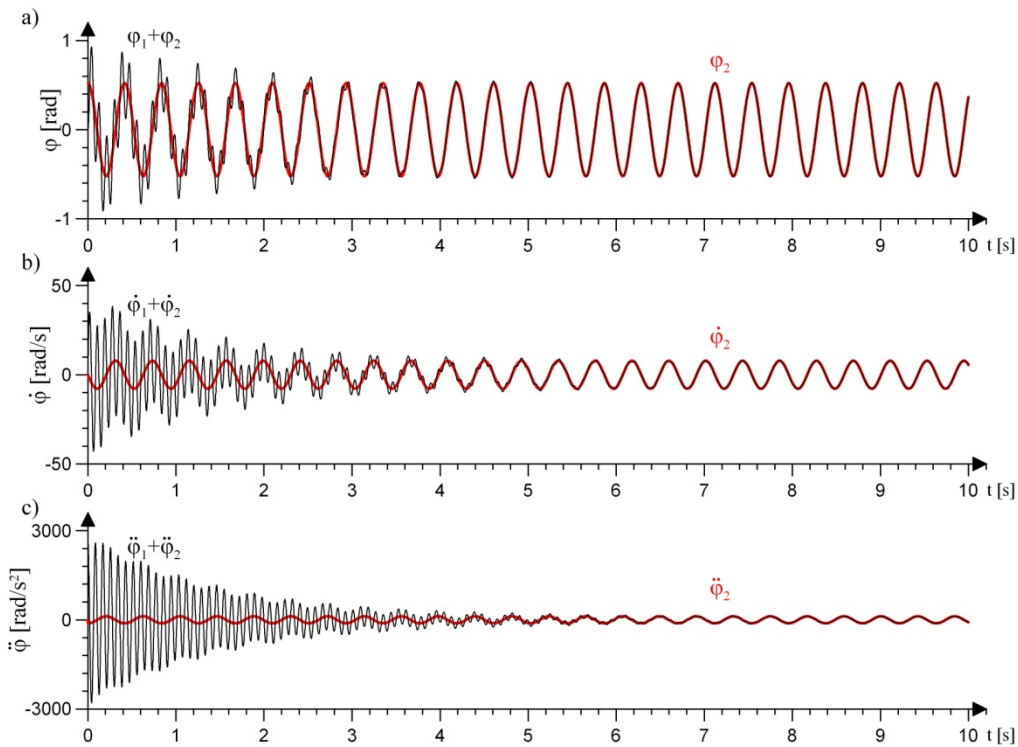 a)
φ₁+φ₂
φ₂
φ [rad]
1
0
-1
0 1 2 3 4 5 6 7 8 9 10 t [s]
b)
φ̇₁+φ̇₂
φ̇₂
φ̇ [rad/s]
50
0
-50
0 1 2 3 4 5 6 7 8 9 10 t [s]
c)
φ̈₁+φ̈₂
φ̈₂
φ̈ [rad/s²]
3000
0
-3000
0 1 2 3 4 5 6 7 8 9 10 t [s]